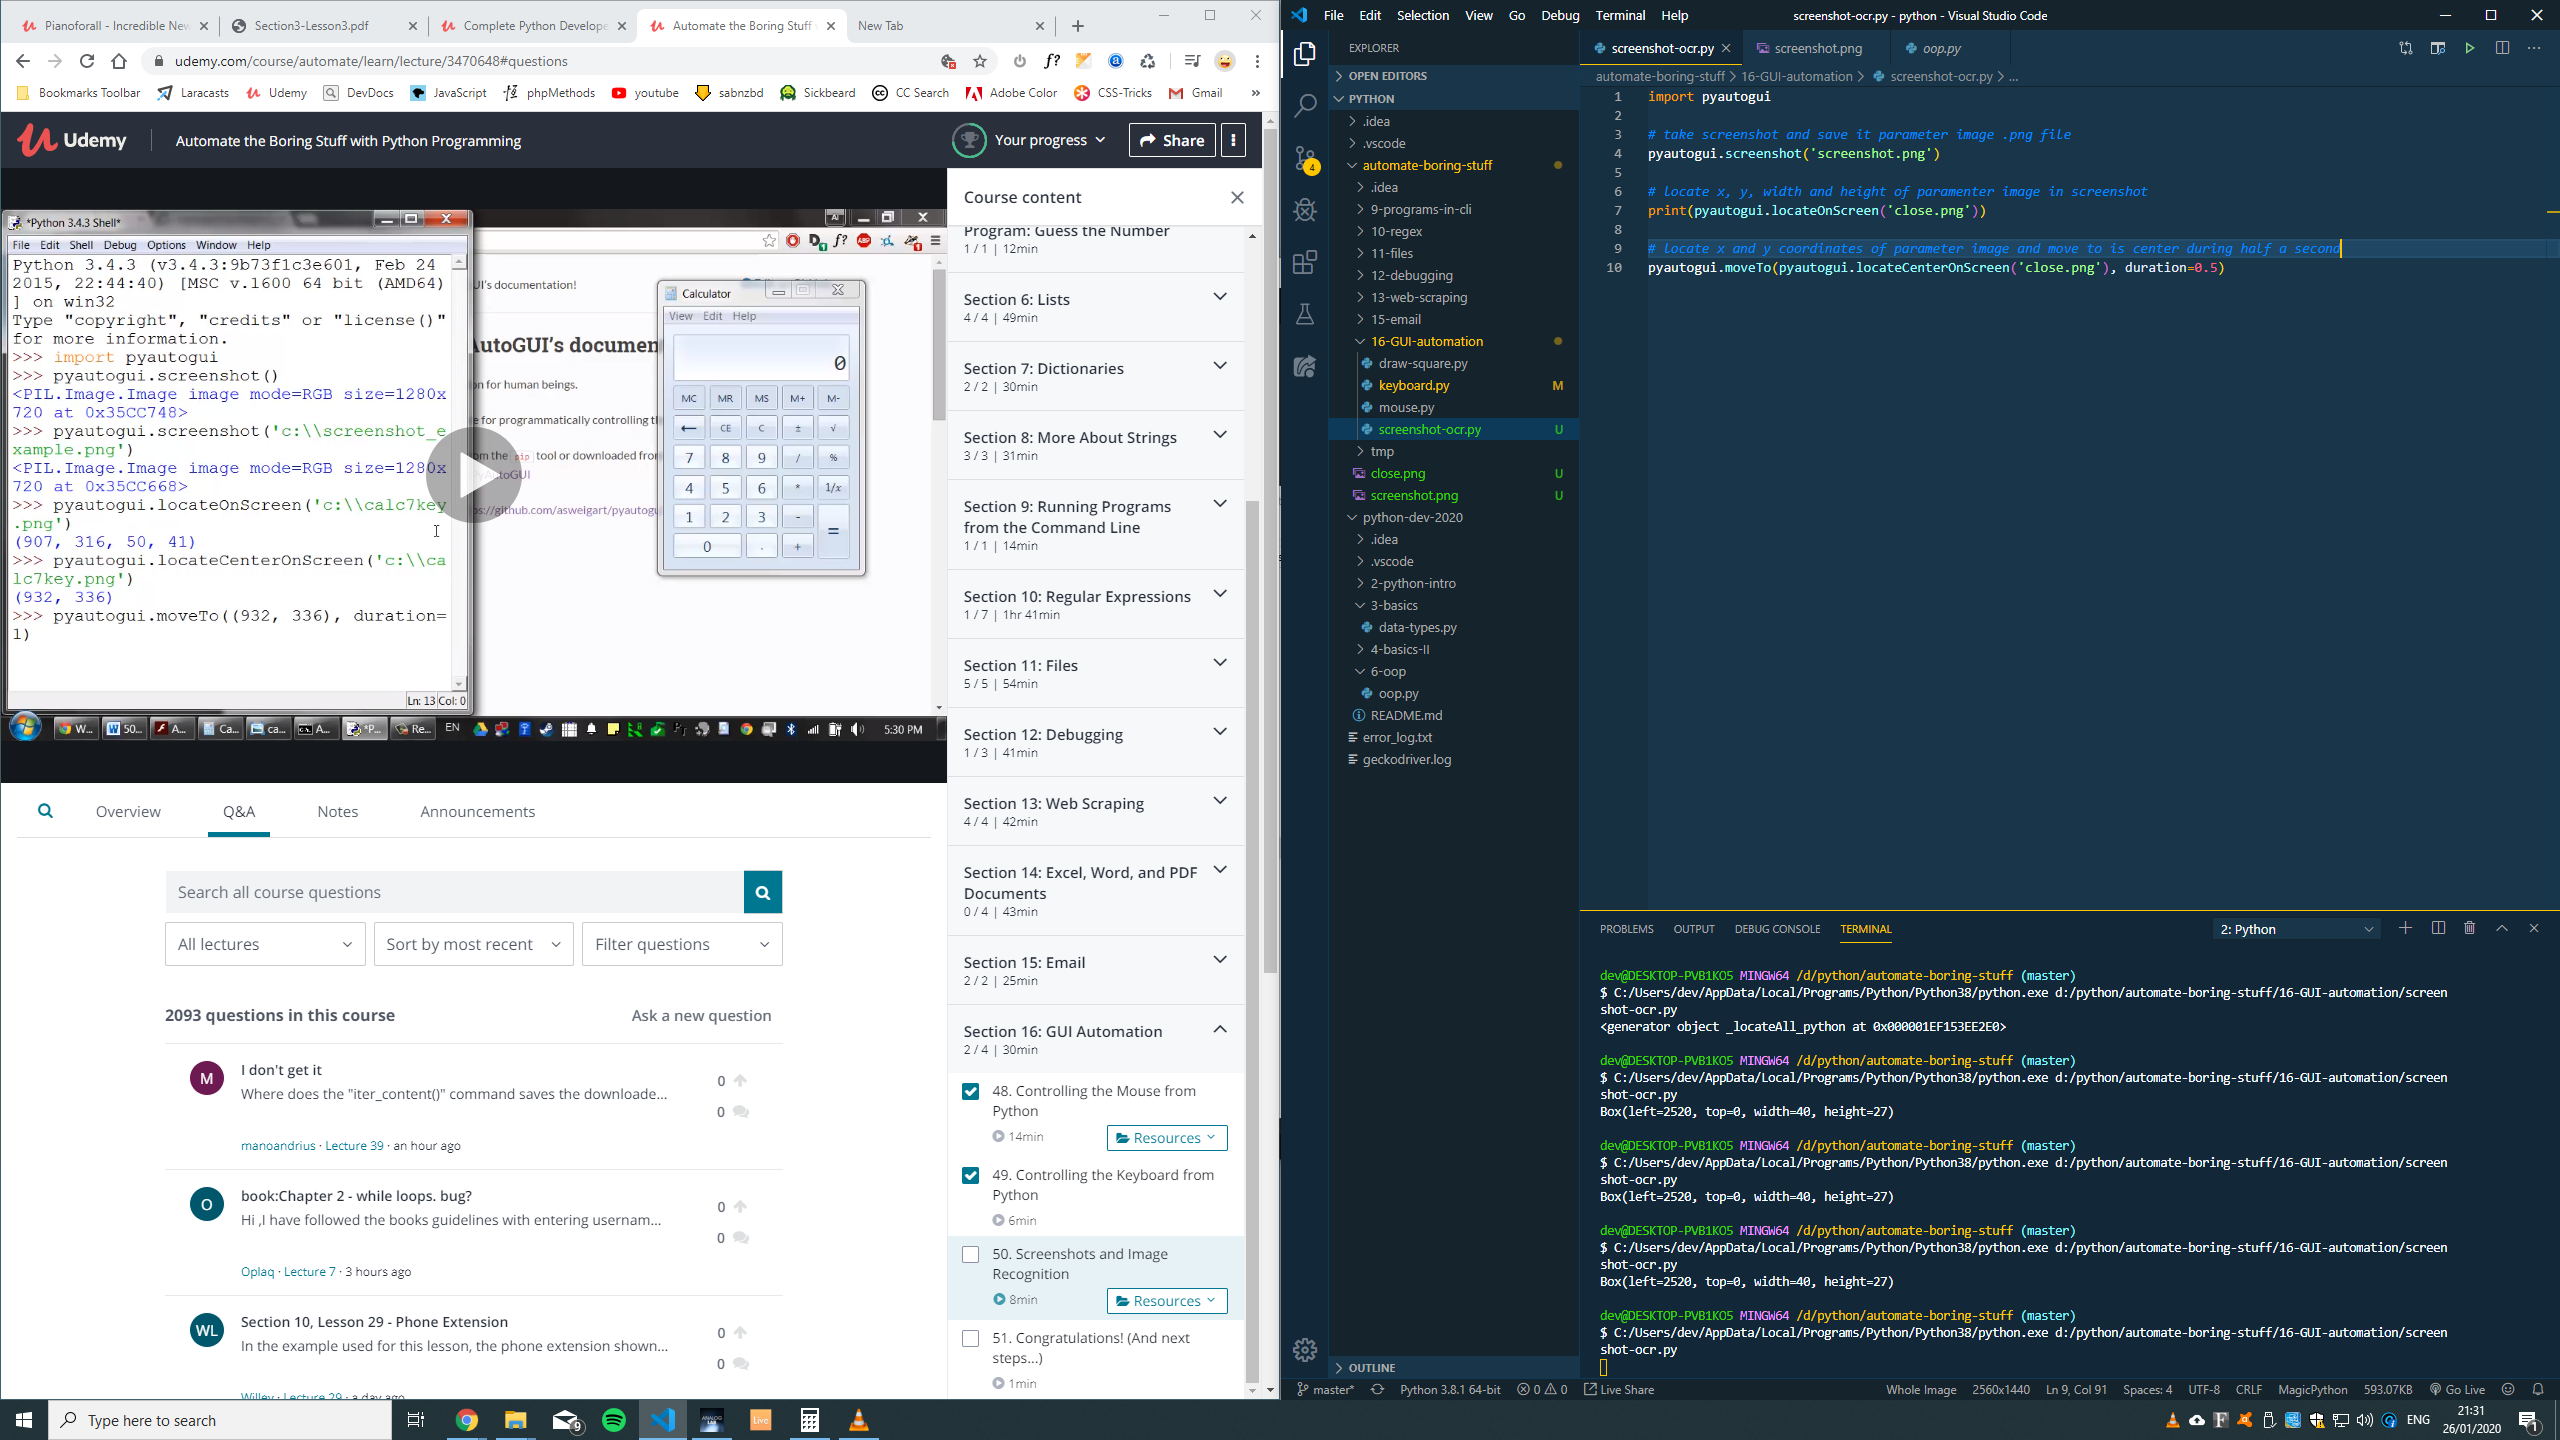 Pianoforall - Incredible New
Section3-Lesson3.pdf
Complete Python Develope
Automate the Boring Stuff
New Tab
udemy.com/course/automate/learn/lecture/3470648#questions
Bookmarks Toolbar
Laracasts
Udemy
DevDocs
JavaScript
phpMethods
youtube
sabnzbd
Sickbeard
CC Search
Adobe Color
CSS-Tricks
Gmail
»
Udemy
Automate the Boring Stuff with Python Programming
Your progress
Share
*Python 3.4.3 Shell*
File Edit Shell Debug Options Window Help
Python 3.4.3 (v3.4.3:9b73f1c3e601, Feb 24
2015, 22:44:40) [MSC v.1600 64 bit (AMD64)
] on win32
Type "copyright", "credits" or "license()"
for more information.
>>> import pyautogui
>>> pyautogui.screenshot()
<PIL.Image.Image image mode=RGB size=1280x
720 at 0x35CC748>
>>> pyautogui.screenshot('c:\\screenshot_e
xample.png')
<PIL.Image.Image image mode=RGB size=1280x
720 at 0x35CC668>
>>> pyautogui.locateOnScreen('c:\\calc7key
.png')
(907, 316, 50, 41)
>>> pyautogui.locateCenterOnScreen('c:\\ca
lc7key.png')
(932, 336)
>>> pyautogui.moveTo((932, 336), duration=
1)
Ln: 13 Col: 0
UI's documentation!
AutoGUI's documen
on for human beings.
e for programmatically controlling th
om the pip tool or downloaded fror
yAutoGUI
ps://github.com/asweigart/pyautogu
Calculator
View Edit Help
0
MC MR MS M+ M-
← CE C ± √
7 8 9 / %
4 5 6 * 1/x
1 2 3 - =
0 . +
W...
50...
A...
Ca...
ca...
A...
*P...
Re...
EN
5:30 PM
Course content
Program: Guess the Number
1 / 1 | 12min
Section 6: Lists
4 / 4 | 49min
Section 7: Dictionaries
2 / 2 | 30min
Section 8: More About Strings
3 / 3 | 31min
Section 9: Running Programs
from the Command Line
1 / 1 | 14min
Section 10: Regular Expressions
1 / 7 | 1hr 41min
Section 11: Files
5 / 5 | 54min
Section 12: Debugging
1 / 3 | 41min
Section 13: Web Scraping
4 / 4 | 42min
Section 14: Excel, Word, and PDF
Documents
0 / 4 | 43min
Section 15: Email
2 / 2 | 25min
Section 16: GUI Automation
2 / 4 | 30min
48. Controlling the Mouse from
Python
14min
Resources
49. Controlling the Keyboard from
Python
6min
50. Screenshots and Image
Recognition
8min
Resources
51. Congratulations! (And next
steps...)
1min
Overview
Q&A
Notes
Announcements
Search all course questions
All lectures
Sort by most recent
Filter questions
2093 questions in this course
Ask a new question
M
I don't get it
Where does the "iter_content()" command saves the downloade...
0
0
manoandrius · Lecture 39 · an hour ago
O
book:Chapter 2 - while loops. bug?
Hi ,I have followed the books guidelines with entering usernam...
0
0
Oplaq · Lecture 7 · 3 hours ago
WL
Section 10, Lesson 29 - Phone Extension
In the example used for this lesson, the phone extension shown...
0
0
Willey · Lecture 29 · a day ago
File Edit Selection View Go Debug Terminal Help
screenshot-ocr.py - python - Visual Studio Code
EXPLORER
OPEN EDITORS
PYTHON
.idea
.vscode
automate-boring-stuff
.idea
9-programs-in-cli
10-regex
11-files
12-debugging
13-web-scraping
15-email
16-GUI-automation
draw-square.py
keyboard.py M
mouse.py
screenshot-ocr.py U
tmp
close.png U
screenshot.png U
python-dev-2020
.idea
.vscode
2-python-intro
3-basics
data-types.py
4-basics-II
6-oop
oop.py
README.md
error_log.txt
geckodriver.log
OUTLINE
4
screenshot-ocr.py
screenshot.png
oop.py
automate-boring-stuff > 16-GUI-automation > screenshot-ocr.py > ...
1 import pyautogui
2
3 # take screenshot and save it parameter image .png file
4 pyautogui.screenshot('screenshot.png')
5
6 # locate x, y, width and height of paramenter image in screenshot
7 print(pyautogui.locateOnScreen('close.png'))
8
9 # locate x and y coordinates of parameter image and move to is center during half a second
10 pyautogui.moveTo(pyautogui.locateCenterOnScreen('close.png'), duration=0.5)
PROBLEMS OUTPUT DEBUG CONSOLE TERMINAL
2: Python
dev@DESKTOP-PVB1KO5 MINGW64 /d/python/automate-boring-stuff (master)
$ C:/Users/dev/AppData/Local/Programs/Python/Python38/python.exe d:/python/automate-boring-stuff/16-GUI-automation/screen
shot-ocr.py
<generator object _locateAll_python at 0x000001EF153EE2E0>
dev@DESKTOP-PVB1KO5 MINGW64 /d/python/automate-boring-stuff (master)
$ C:/Users/dev/AppData/Local/Programs/Python/Python38/python.exe d:/python/automate-boring-stuff/16-GUI-automation/screen
shot-ocr.py
Box(left=2520, top=0, width=40, height=27)
dev@DESKTOP-PVB1KO5 MINGW64 /d/python/automate-boring-stuff (master)
$ C:/Users/dev/AppData/Local/Programs/Python/Python38/python.exe d:/python/automate-boring-stuff/16-GUI-automation/screen
shot-ocr.py
Box(left=2520, top=0, width=40, height=27)
dev@DESKTOP-PVB1KO5 MINGW64 /d/python/automate-boring-stuff (master)
$ C:/Users/dev/AppData/Local/Programs/Python/Python38/python.exe d:/python/automate-boring-stuff/16-GUI-automation/screen
shot-ocr.py
Box(left=2520, top=0, width=40, height=27)
dev@DESKTOP-PVB1KO5 MINGW64 /d/python/automate-boring-stuff (master)
$ C:/Users/dev/AppData/Local/Programs/Python/Python38/python.exe d:/python/automate-boring-stuff/16-GUI-automation/screen
shot-ocr.py
master* Python 3.8.1 64-bit 0 0 Live Share
Whole Image 2560x1440 Ln 9, Col 91 Spaces: 4 UTF-8 CRLF MagicPython 593.07KB Go Live
Type here to search
9
Live
ENG
21:31
26/01/2020
1